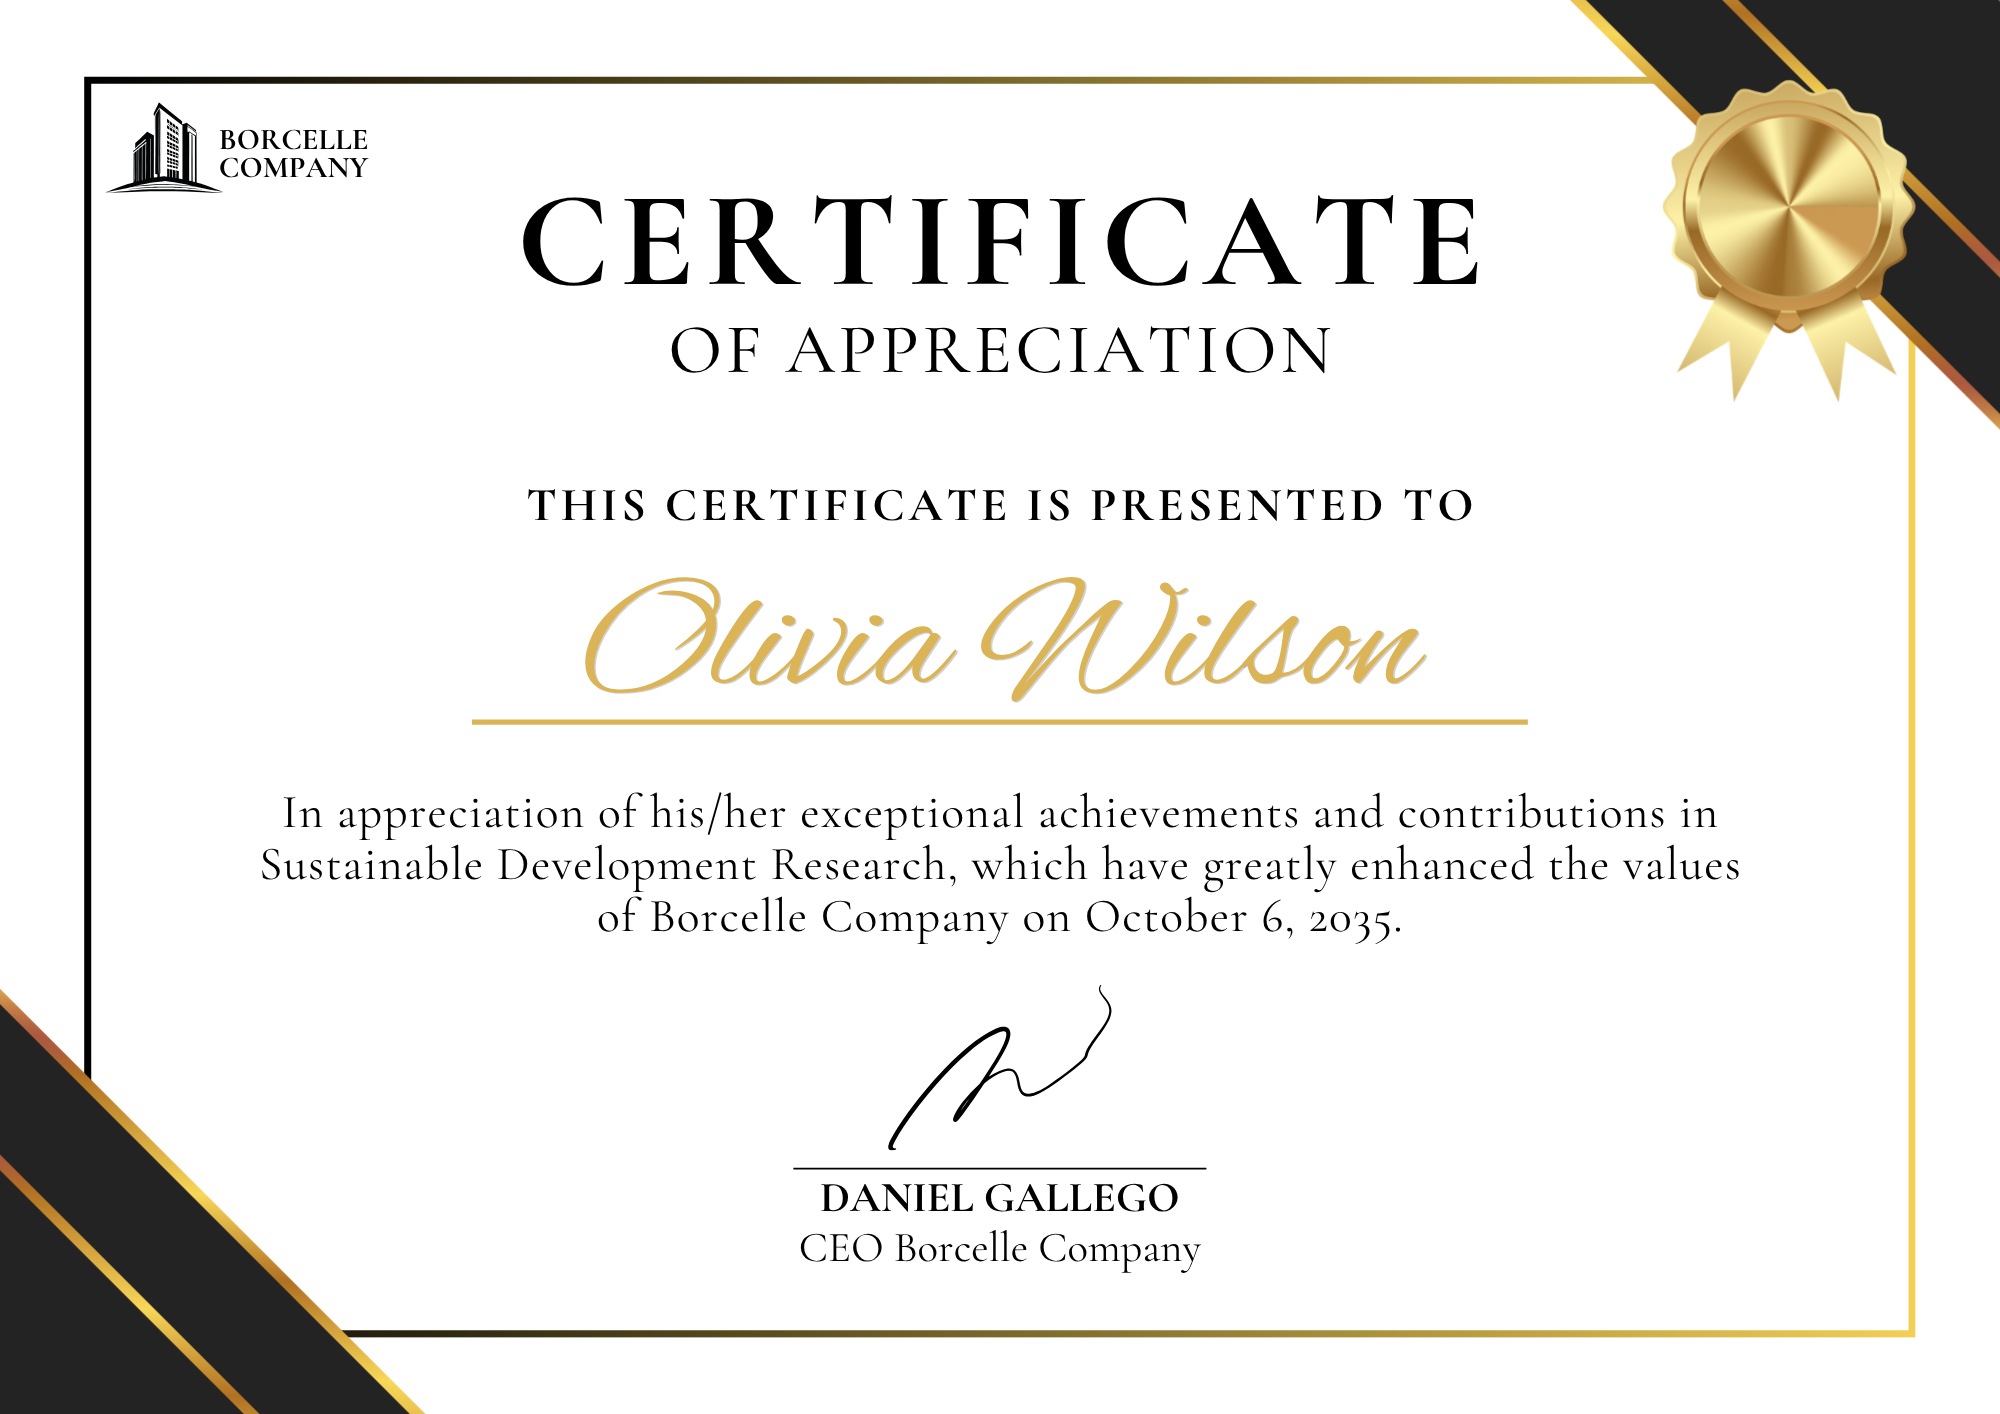 BORCELLE
COMPANY
CERTIFICATE
OF APPRECIATION
THIS CERTIFICATE IS PRESENTED TO
Olivia Wilson
In appreciation of his/her exceptional achievements and contributions in
Sustainable Development Research, which have greatly enhanced the values
of Borcelle Company on October 6, 2035.
DANIEL GALLEGO
CEO Borcelle Company